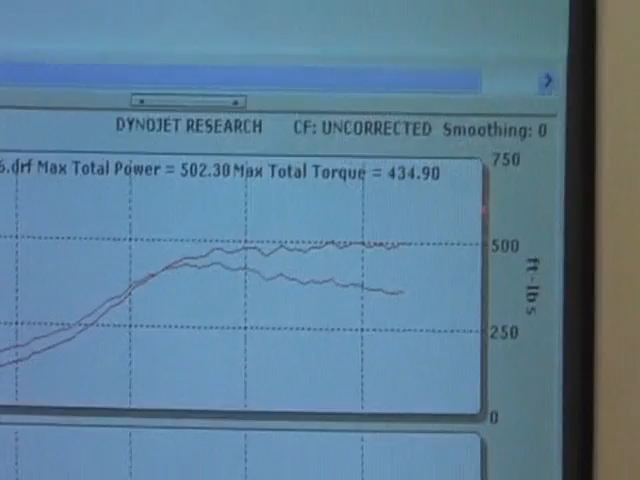 DYNOJET RESEARCH CF: UNCORRECTED Smoothing: 0
6.drf Max Total Power = 502.30 Max Total Torque = 434.90
750
500
ft-lbs
250
0